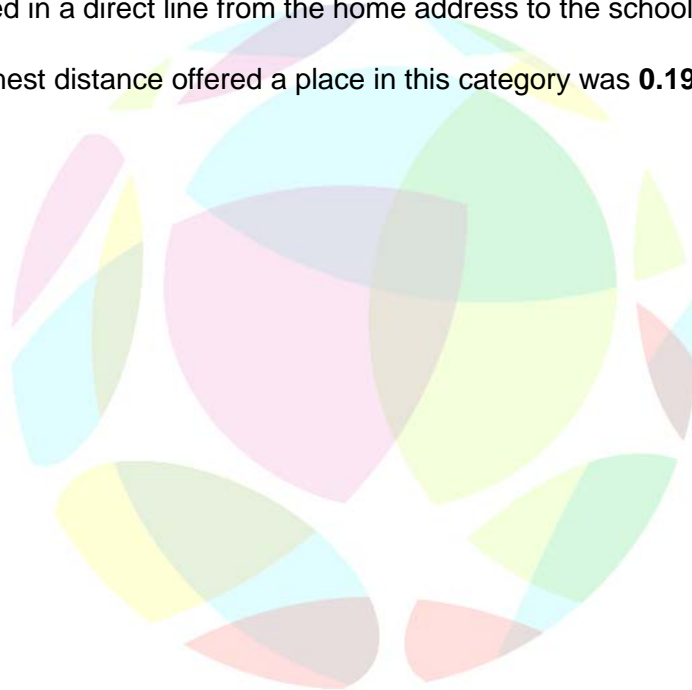 ed in a direct line from the home address to the school
nest distance offered a place in this category was 0.19